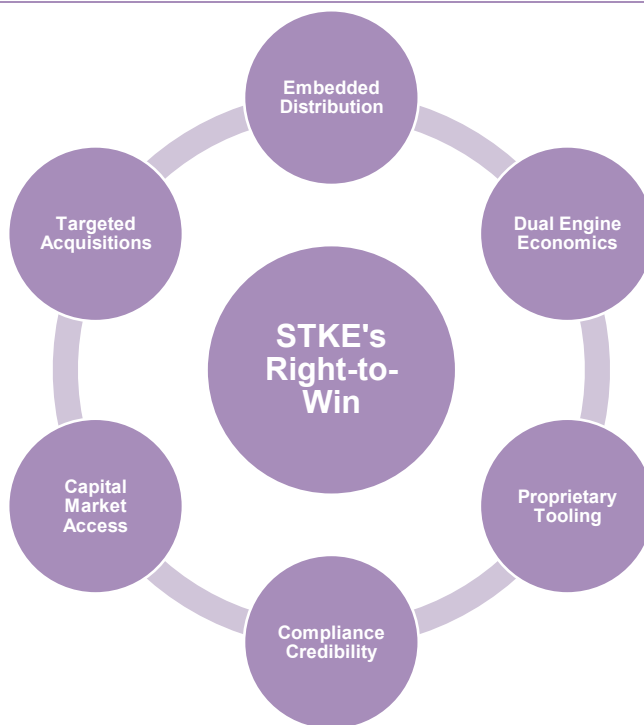 Embedded
Distribution
Dual Engine
Economics
Proprietary
Tooling
Compliance
Credibility
Capital
Market
Access
Targeted
Acquisitions
STKE's
Right-to-
Win